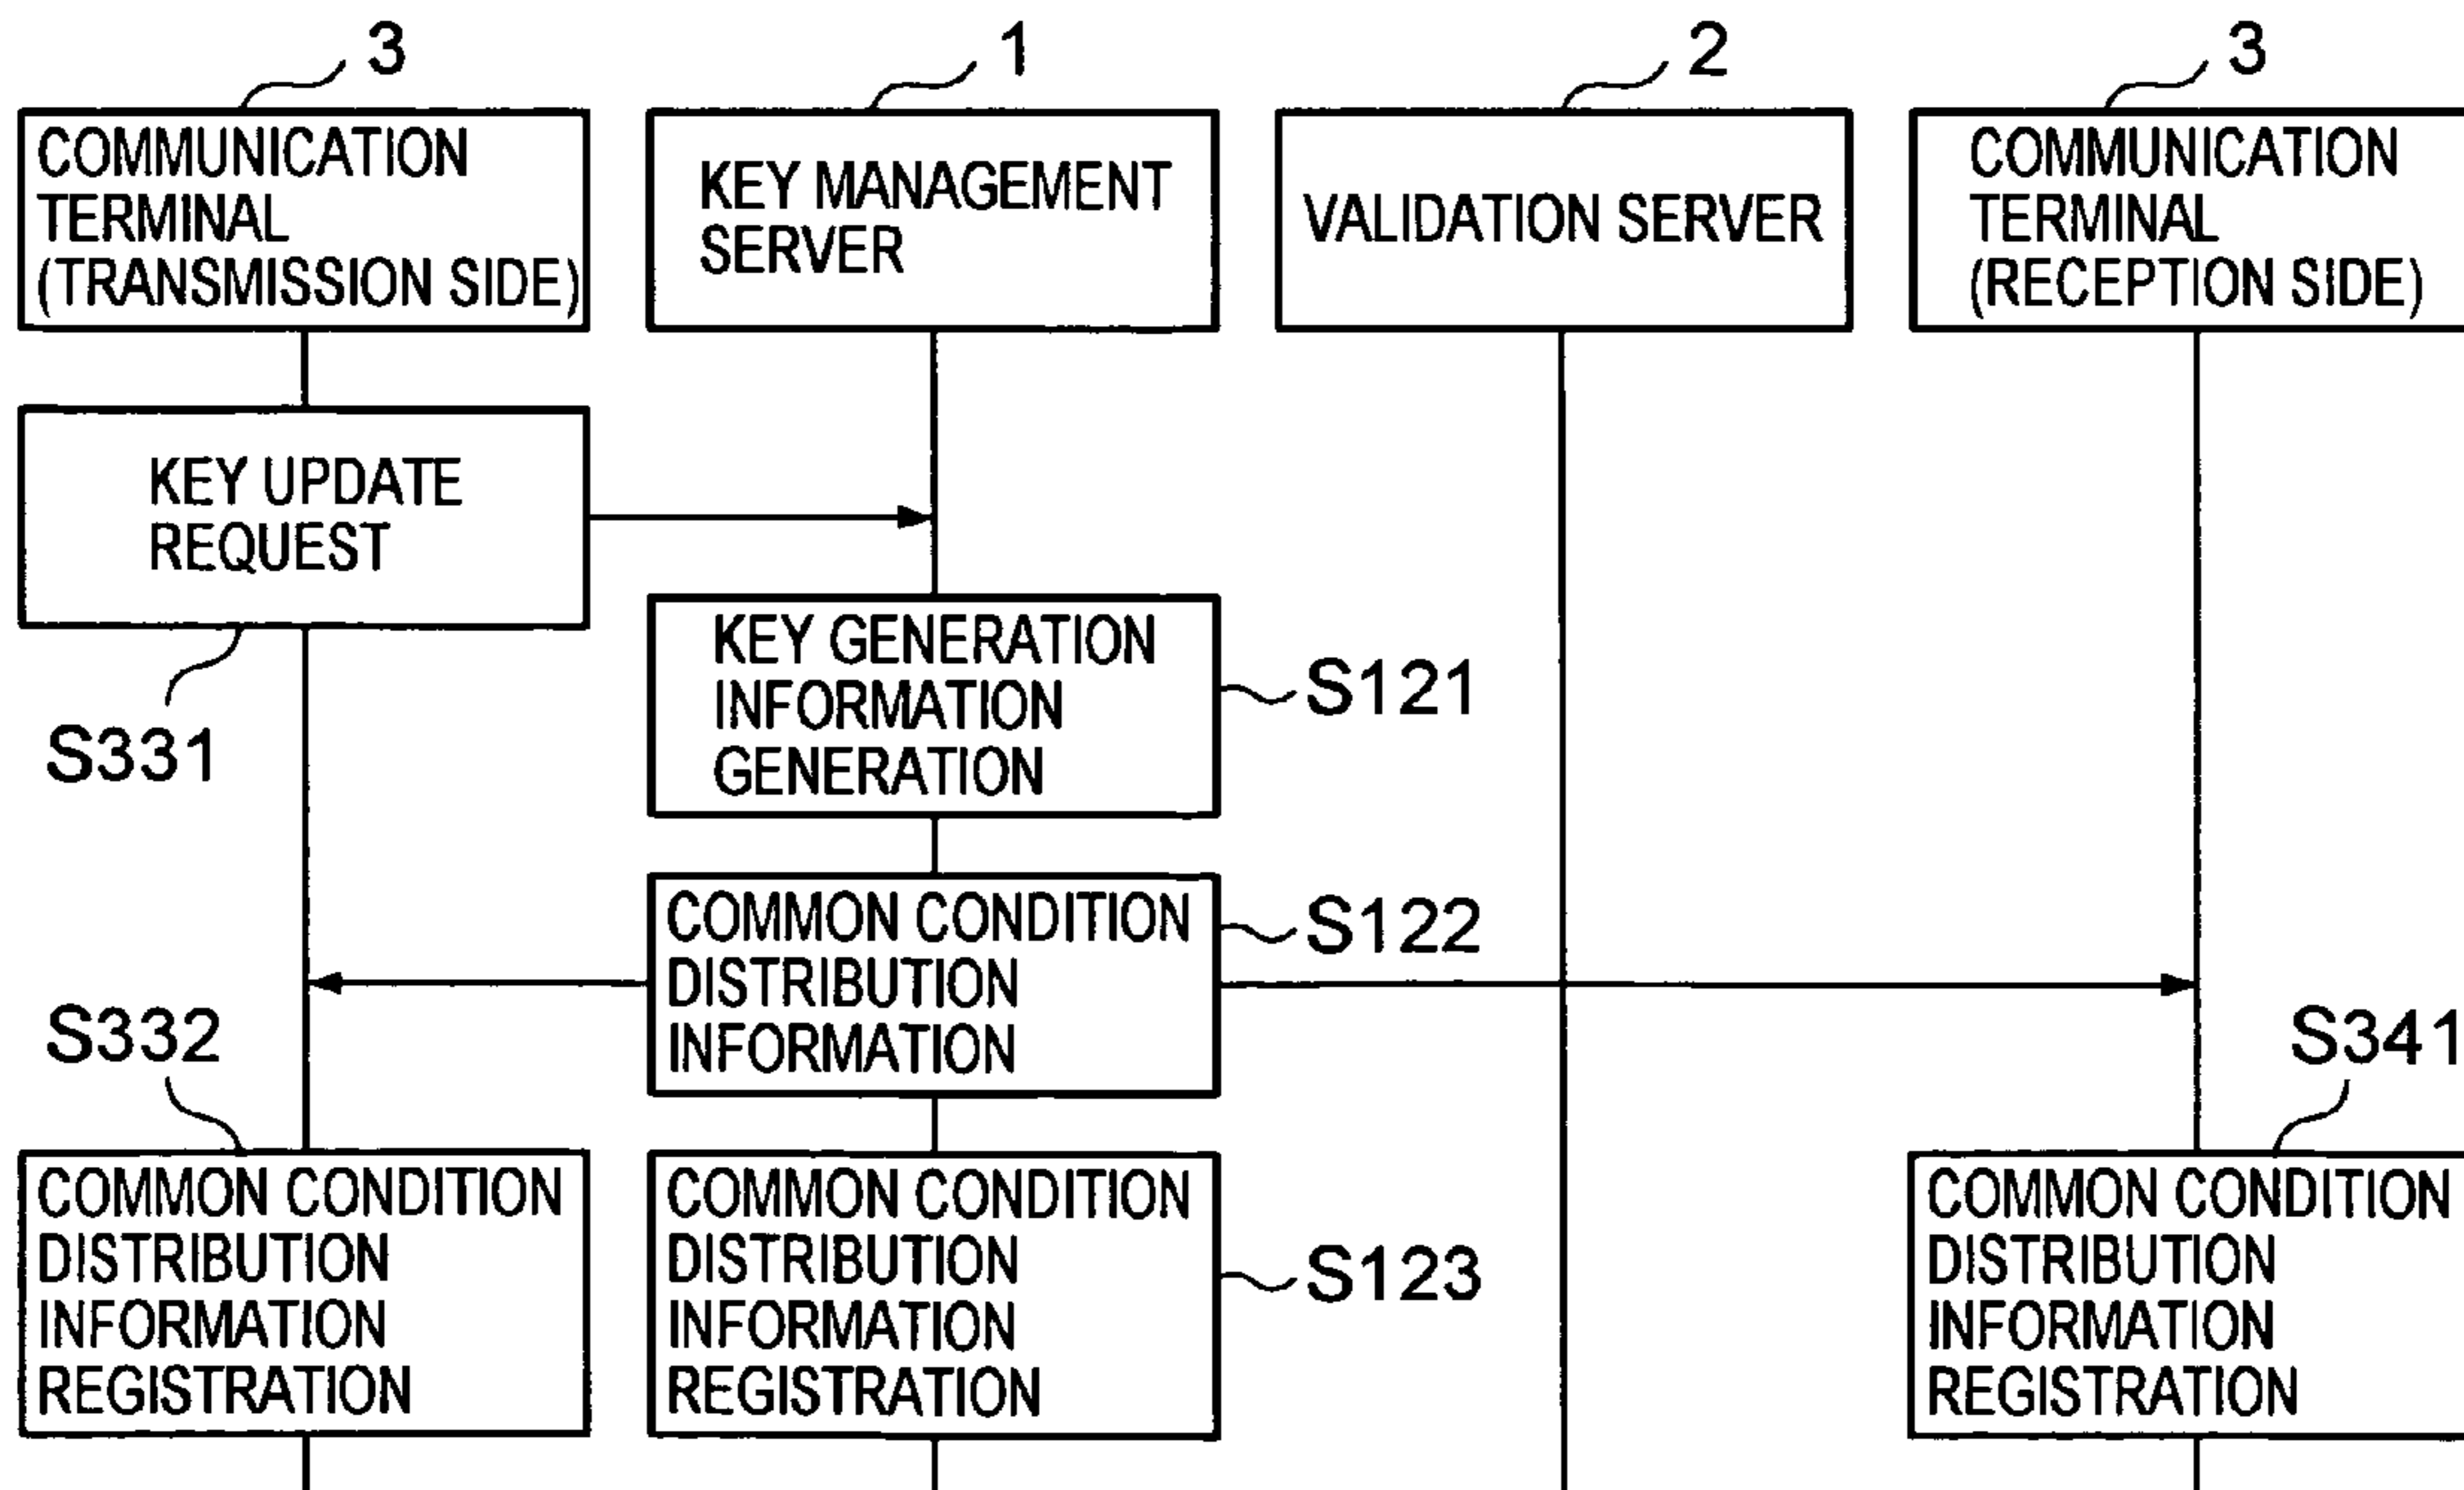 3
1
2
3
COMMUNICATION
TERMINAL
(TRANSMISSION SIDE)
KEY MANAGEMENT
SERVER
VALIDATION SERVER
COMMUNICATION
TERMINAL
(RECEPTION SIDE)
KEY UPDATE
REQUEST
S331
KEY GENERATION
INFORMATION
GENERATION
S121
COMMON CONDITION
DISTRIBUTION
INFORMATION
S122
S332
S341
COMMON CONDITION
DISTRIBUTION
INFORMATION
REGISTRATION
COMMON CONDITION
DISTRIBUTION
INFORMATION
REGISTRATION
S123
COMMON CONDITION
DISTRIBUTION
INFORMATION
REGISTRATION